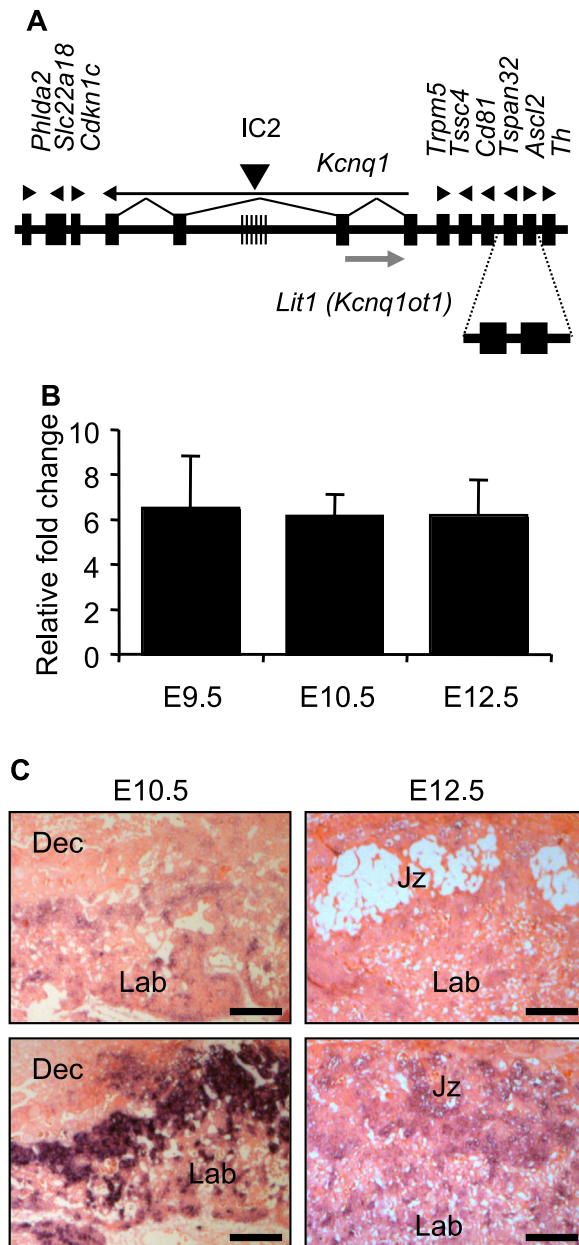 A
Phlda2
Slc22a18
Cdkn1c
IC2
Kcnq1
Trpm5
Tssc4
Cd81
Tspan32
Ascl2
Th
Lit1 (Kcnq1ot1)
B
Relative fold change
10
8
6
4
2
0
E9.5
E10.5
E12.5
C
E10.5
E12.5
Dec
Lab
Jz
Lab
Dec
Lab
Jz
Lab